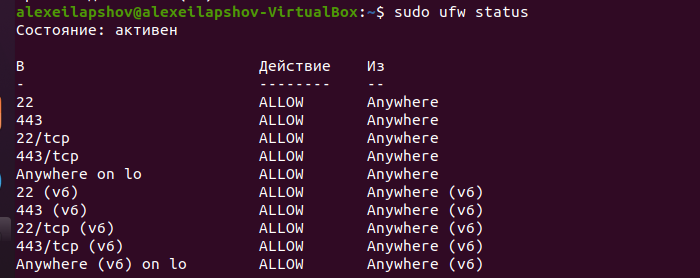 alexeilapshov@alexeilapshov-VirtualBox:~$ sudo ufw status
Состояние: активен
В Действие Из
- -------- --
22 ALLOW Anywhere
443 ALLOW Anywhere
22/tcp ALLOW Anywhere
443/tcp ALLOW Anywhere
Anywhere on lo ALLOW Anywhere
22 (v6) ALLOW Anywhere (v6)
443 (v6) ALLOW Anywhere (v6)
22/tcp (v6) ALLOW Anywhere (v6)
443/tcp (v6) ALLOW Anywhere (v6)
Anywhere (v6) on lo ALLOW Anywhere (v6)